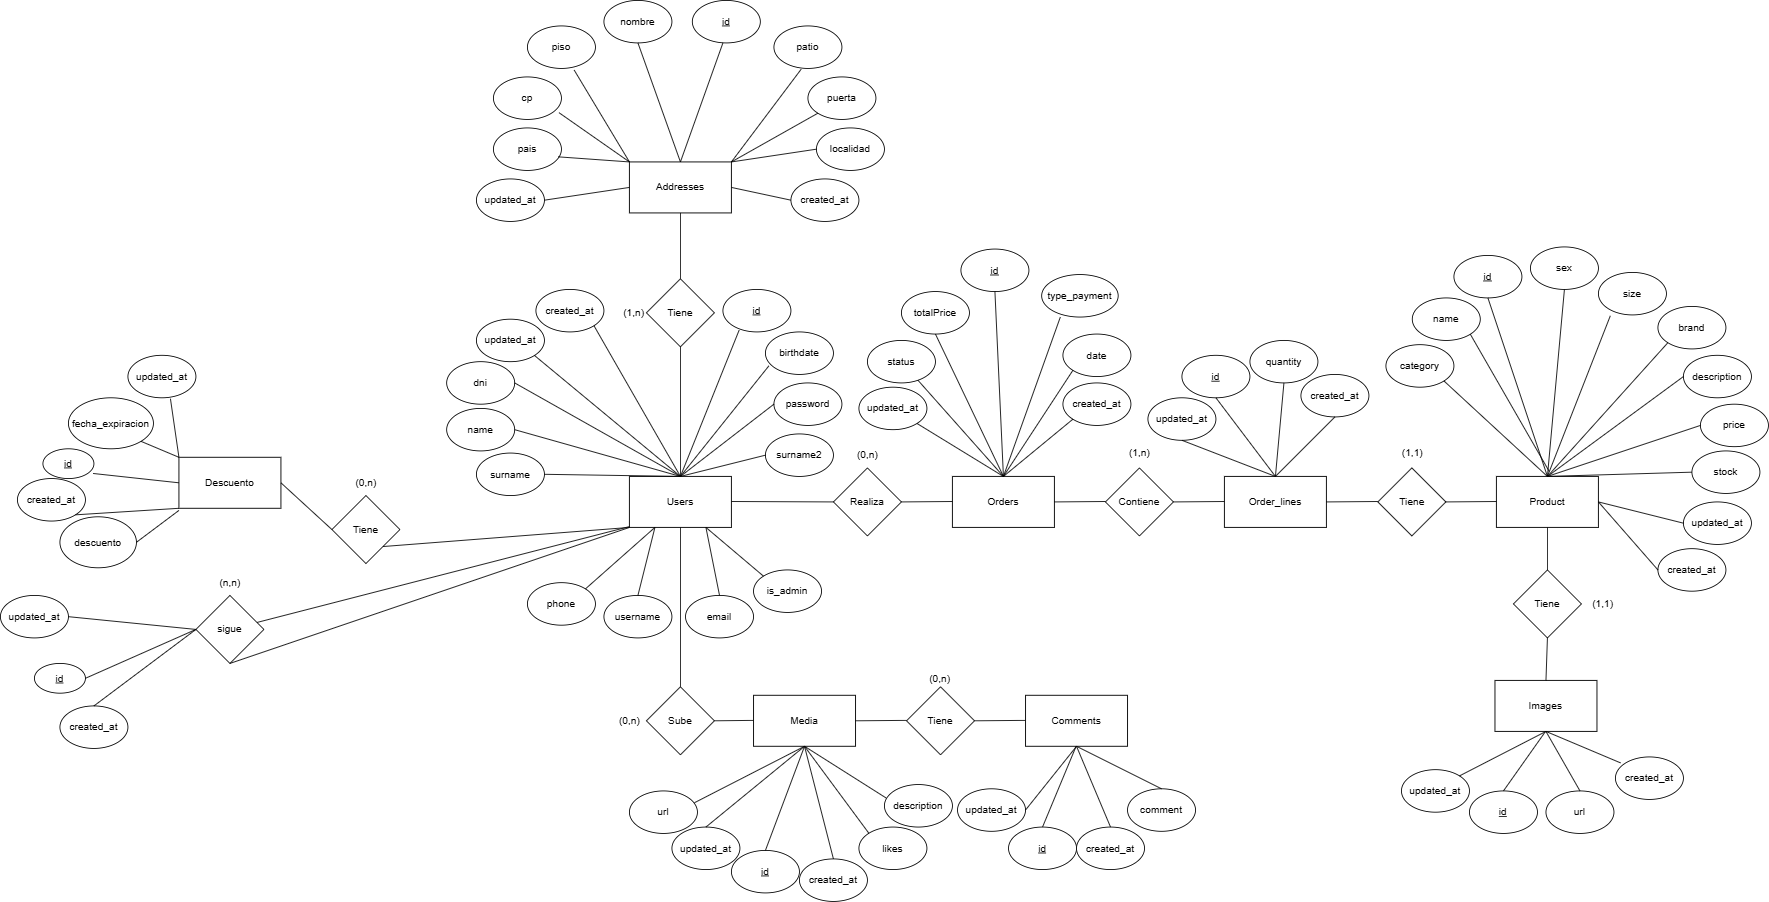 nombre
id
piso
patio
cp
puerta
pais
localidad
updated_at
created_at
Addresses
Tiene
(1,n)
created_at
id
updated_at
birthdate
dni
password
name
surname2
surname
Users
phone
username
email
is_admin
updated_at
fecha_expiracion
id
created_at
descuento
Descuento
(0,n)
Tiene
(n,n)
sigue
updated_at
id
created_at
(0,n)
Realiza
id
type_payment
totalPrice
date
status
updated_at
created_at
Orders
(1,n)
Contiene
quantity
id
created_at
updated_at
Order_lines
(1,1)
Tiene
sex
id
size
name
brand
category
description
price
stock
updated_at
created_at
Product
Tiene
(1,1)
Images
updated_at
id
url
created_at
(0,n)
Sube
Media
url
updated_at
id
created_at
likes
description
(0,n)
Tiene
Comments
updated_at
id
created_at
comment